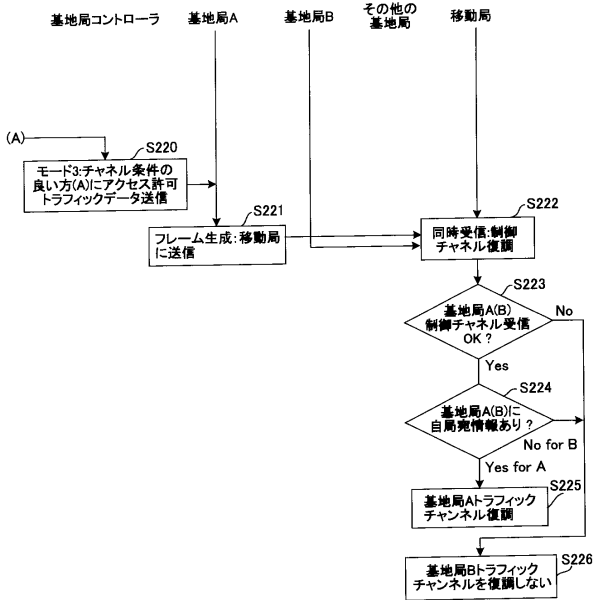 基地局コントローラ
基地局A
基地局B
その他の
基地局
移動局
(A)
S220
モード3:チャネル条件の
良い方(A)にアクセス許可
トラフィックデータ送信
S221
フレーム生成:移動局
に送信
S222
同時受信:制御
チャネル復調
S223
基地局A(B)
制御チャネル受信
OK?
No
Yes
S224
基地局A(B)に
自局宛情報あり?
No for B
Yes for A
S225
基地局Aトラフィック
チャンネル復調
S226
基地局Bトラフィック
チャンネルを復調しない